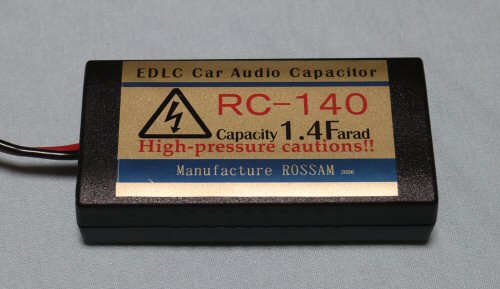 EDLC Car Audio Capacitor
RC-140
Capacity 1.4Farad
High-pressure cautions!!
Manufacture ROSSAM 2006